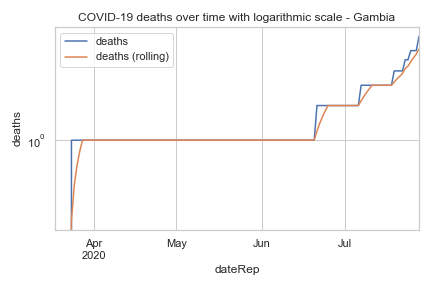 COVID-19 deaths over time with logarithmic scale - Gambia
deaths
deaths (rolling)
deaths
10⁰
Apr
2020
May
Jun
Jul
dateRep